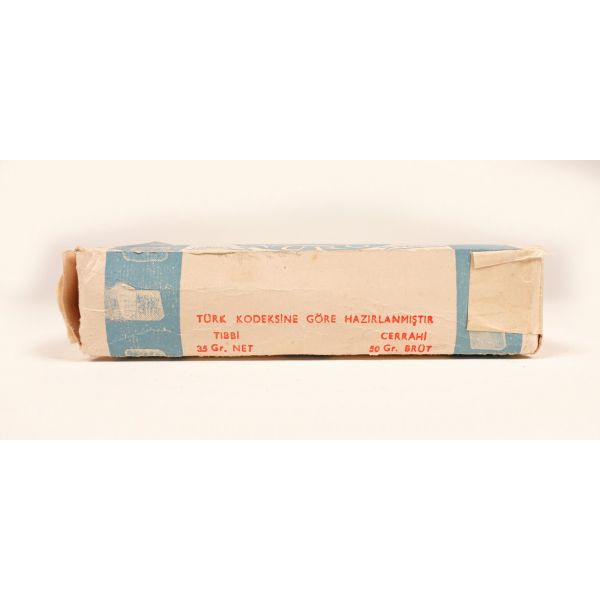 TÜRK KODEKSİNE GÖRE HAZIRLANMIŞTIR
TIBBİ CERRAHİ
35 Gr. NET 50 Gr. BRÜT